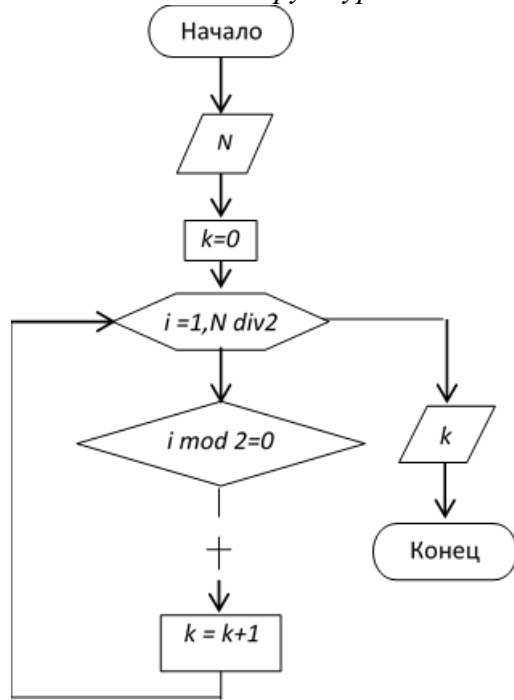 Начало
N
k=0
i =1,N div2
i mod 2=0
k
+
Конец
k = k+1